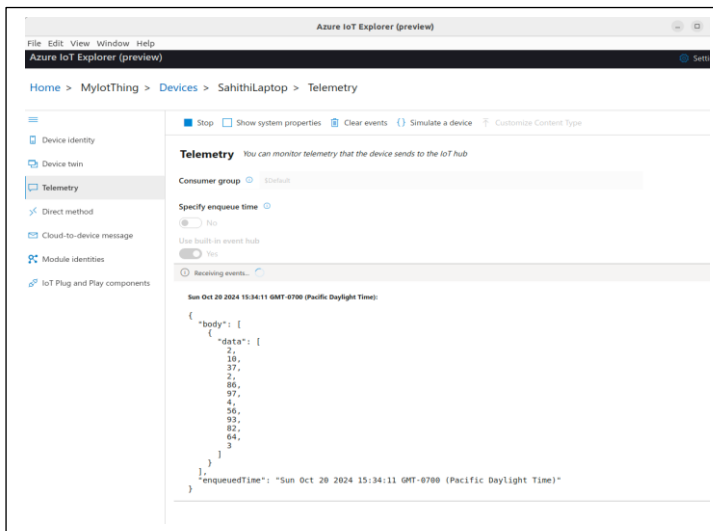 Azure IoT Explorer (preview)
File Edit View Window Help
Azure IoT Explorer (preview)
Home > MyIotThing > Devices > SahithiLaptop > Telemetry
Stop Show system properties Clear events Simulate a device Customize Content Type
Device identity
Device twin
Telemetry
Direct method
Cloud-to-device message
Module identities
IoT Plug and Play components
Telemetry You can monitor telemetry that the device sends to the IoT hub
Consumer group $Default
Specify enqueue time
No
Use built-in event hub
Yes
Receiving events...
Sun Oct 20 2024 15:34:11 GMT-0700 (Pacific Daylight Time):
{
"body": [
{
"data": [
2,
10,
37,
2,
86,
97,
4,
56,
93,
82,
64,
3
]
}
],
"enqueuedTime": "Sun Oct 20 2024 15:34:11 GMT-0700 (Pacific Daylight Time)"
}